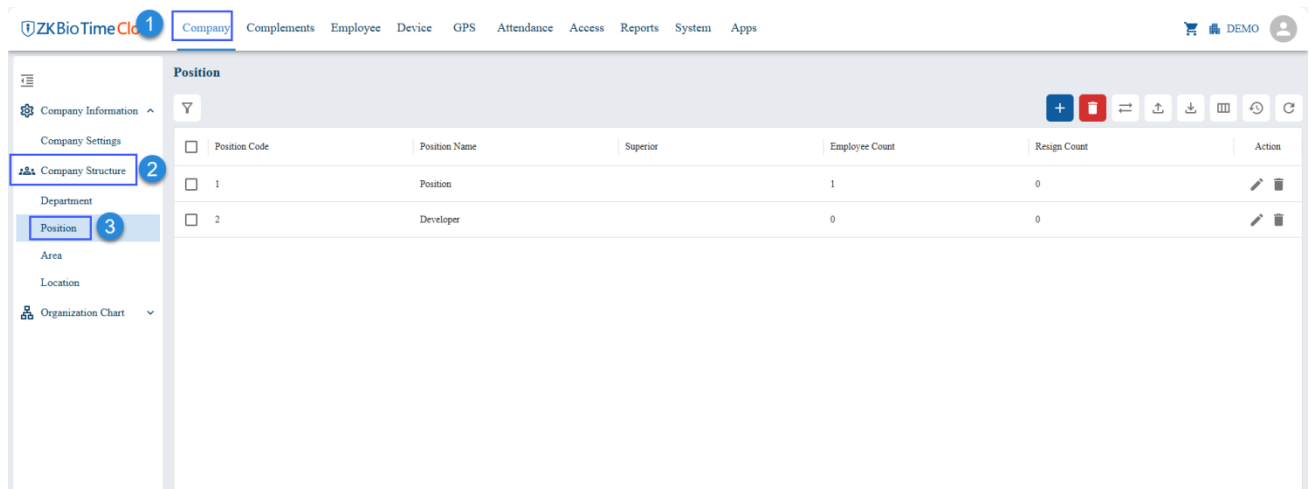 ZKBioTime Clo 1 Company Complements Employee Device GPS Attendance Access Reports System Apps DEMO
Position
Company Information
Company Settings
Company Structure 2
Department
Position 3
Area
Location
Organization Chart
Position Code Position Name Superior Employee Count Resign Count Action
1 Position 1 0
2 Developer 0 0